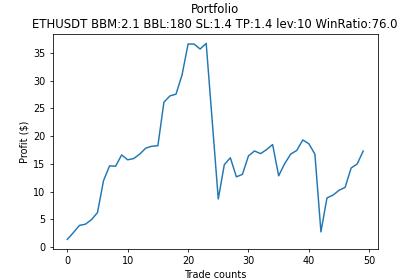 Portfolio
ETHUSDT BBM:2.1 BBL:180 SL:1.4 TP:1.4 lev:10 WinRatio:76.0
35
30
25
20
15
10
5
0
Profit ($)
0 10 20 30 40 50
Trade counts